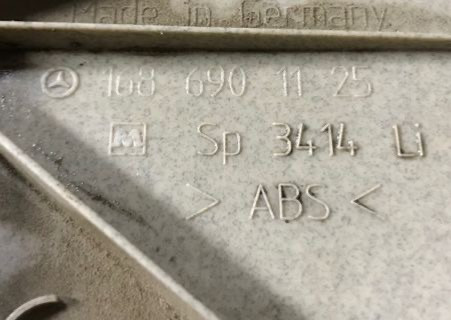 Made in Germany
168 690 11 25
M Sp 3414 Li
> ABS <